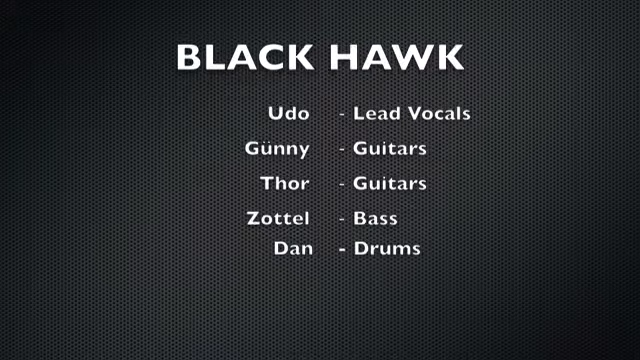 BLACK HAWK
Udo - Lead Vocals
Günny - Guitars
Thor - Guitars
Zottel - Bass
Dan - Drums